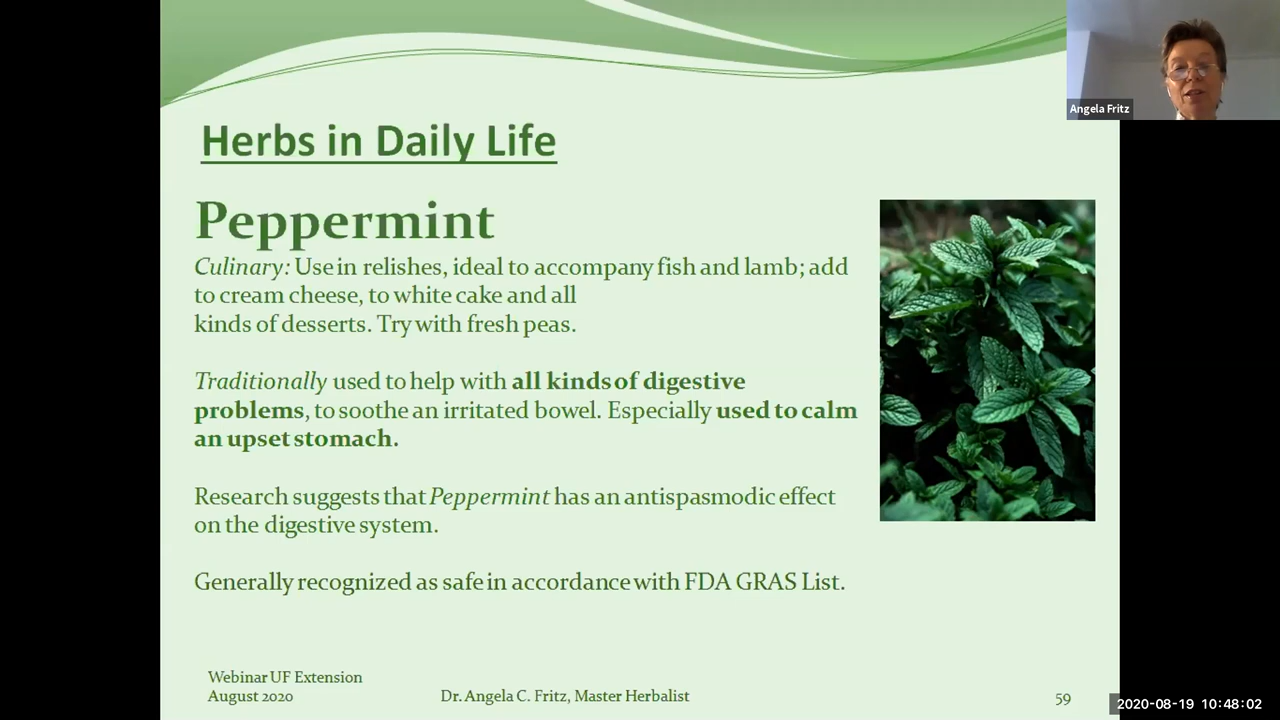 Angela Fritz
Herbs in Daily Life
Peppermint
Culinary: Use in relishes, ideal to accompany fish and lamb; add
to cream cheese, to white cake and all
kinds of desserts. Try with fresh peas.
Traditionally used to help with all kinds of digestive
problems, to soothe an irritated bowel. Especially used to calm
an upset stomach.
Research suggests that Peppermint has an antispasmodic effect
on the digestive system.
Generally recognized as safe in accordance with FDA GRAS List.
Webinar UF Extension
August 2020
Dr. Angela C. Fritz, Master Herbalist
59
2020-08-19 10:48:02